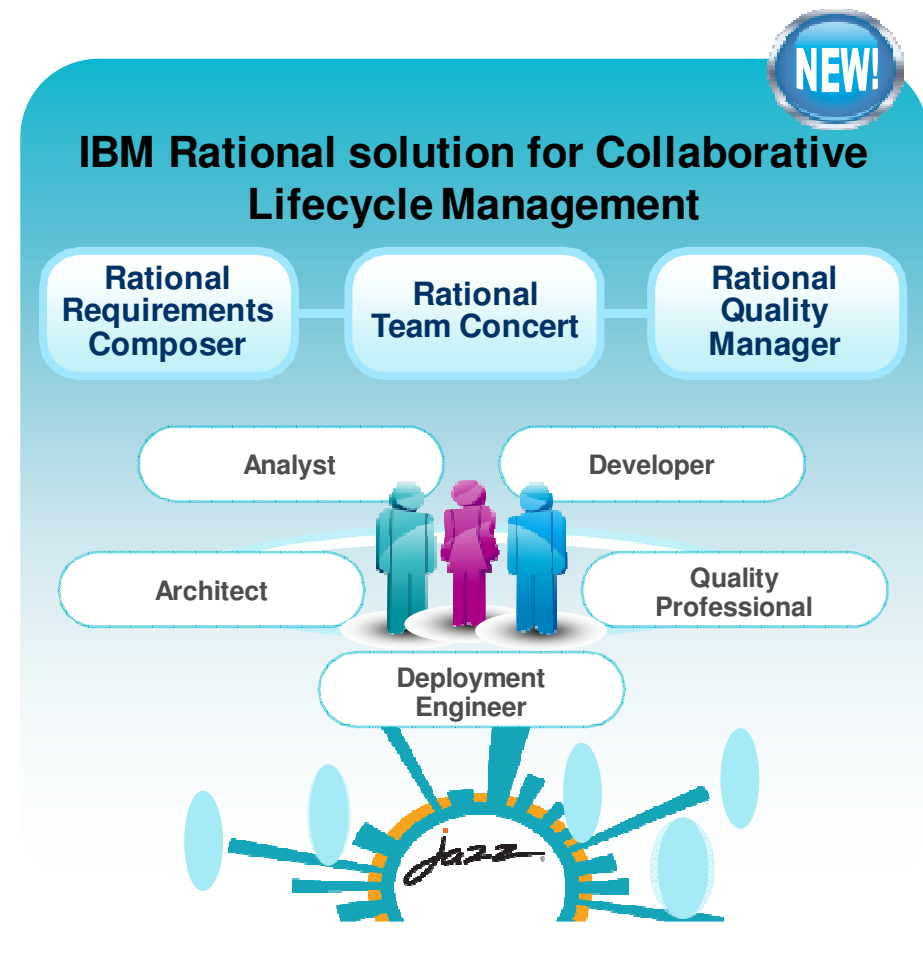 NEW!
IBM Rational solution for Collaborative
Lifecycle Management
Rational
Requirements
Composer
Rational
Team Concert
Rational
Quality
Manager
Analyst
Developer
Architect
Quality
Professional
Deployment
Engineer
jazz